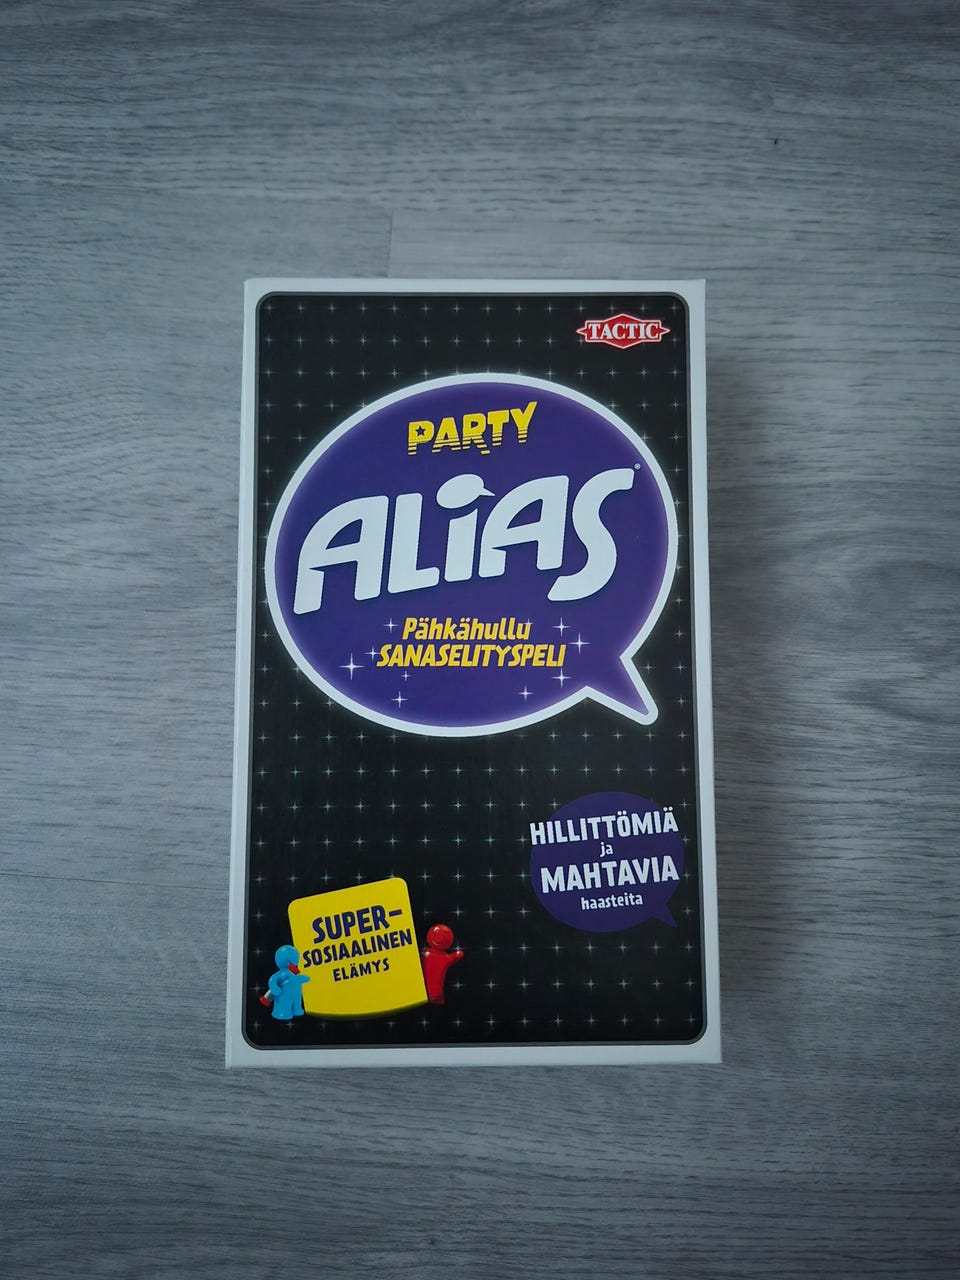 TACTIC
PARTY
ALiAS®
Pähkähullu
SANASELITYSPELI
HILLITTÖMIÄ
ja
MAHTAVIA
haasteita
SUPER-
SOSIAALINEN
ELÄMYS